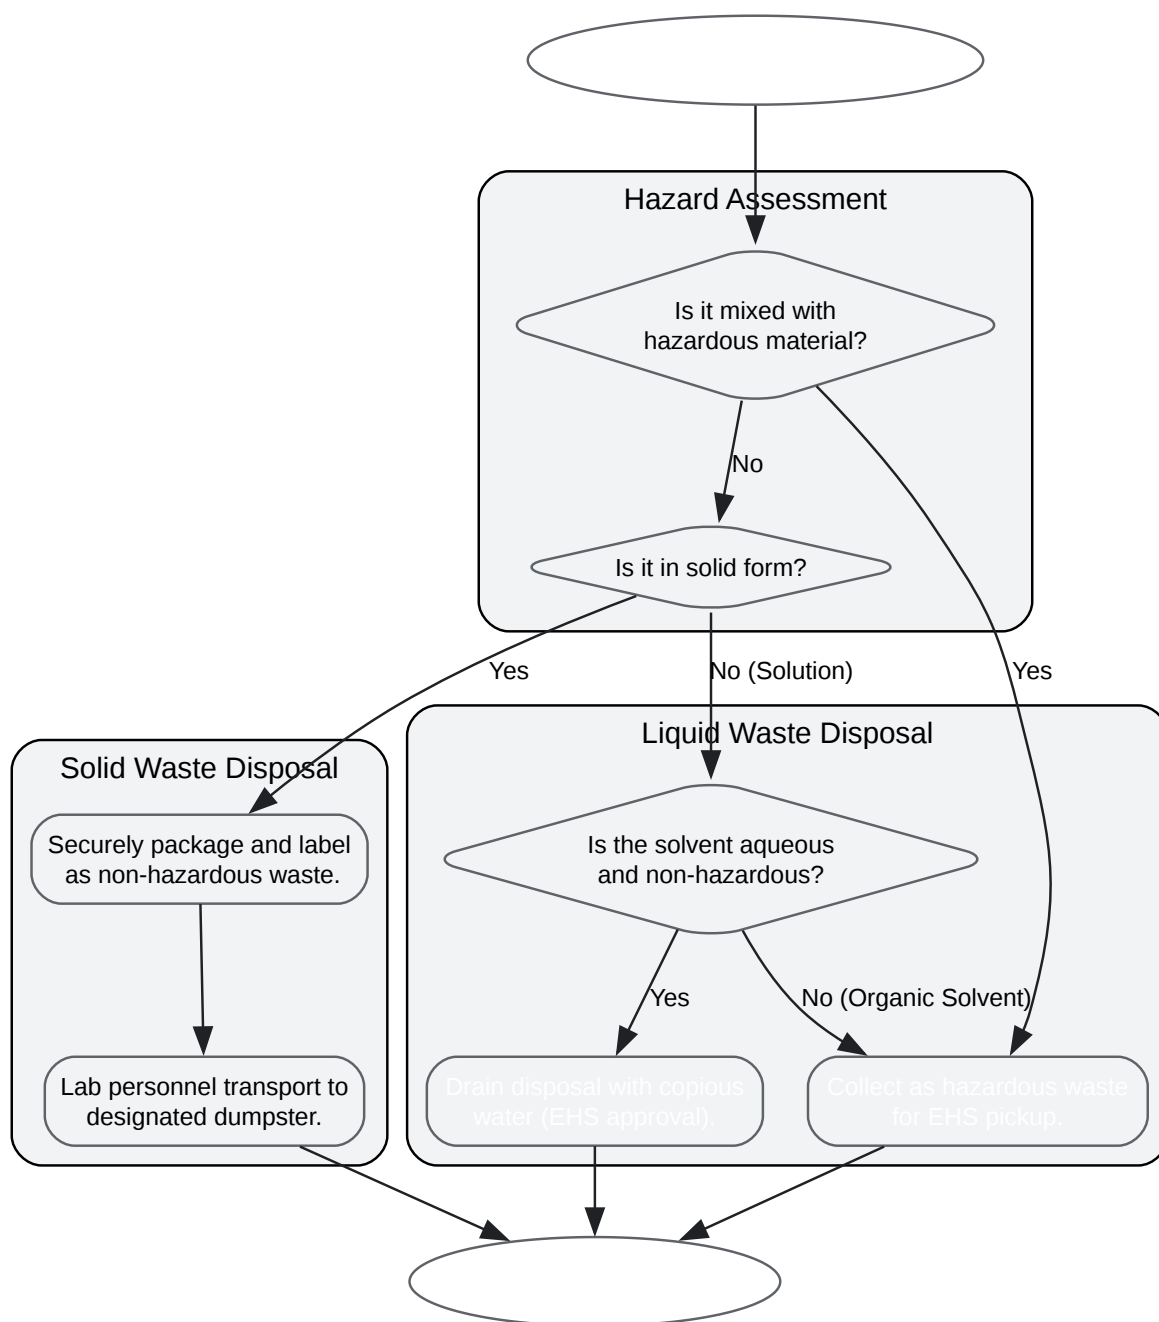 Hazard Assessment
Is it mixed with
hazardous material?
No
Is it in solid form?
Yes
No (Solution)
Yes
Liquid Waste Disposal
Solid Waste Disposal
Securely package and label
as non-hazardous waste.
Is the solvent aqueous
and non-hazardous?
Yes
No (Organic Solvent)
Lab personnel transport to
designated dumpster.
Drain disposal with copious
water (EHS approval).
Collect as hazardous waste
for EHS pickup.